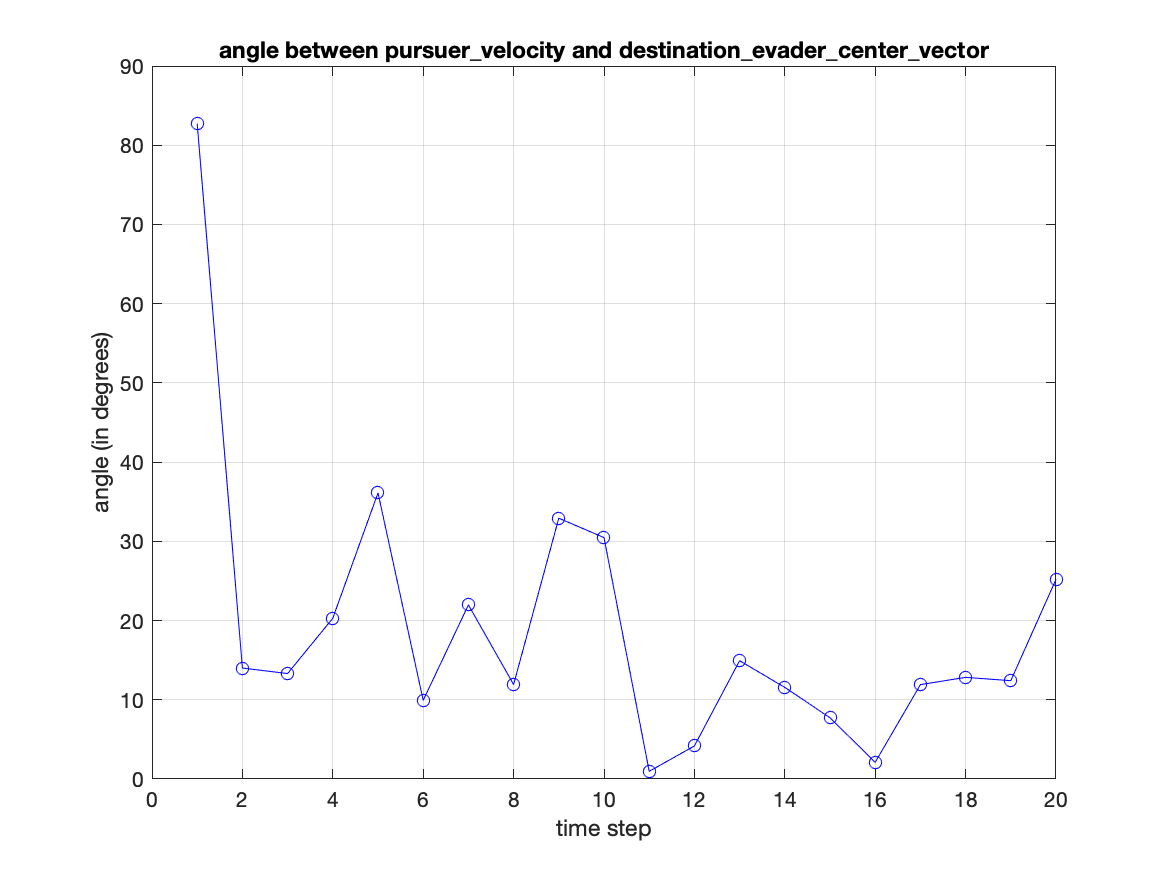 angle between pursuer_velocity and destination_evader_center_vector
90
80
70
60
50
40
30
20
10
0
angle (in degrees)
0 2 4 6 8 10 12 14 16 18 20
time step